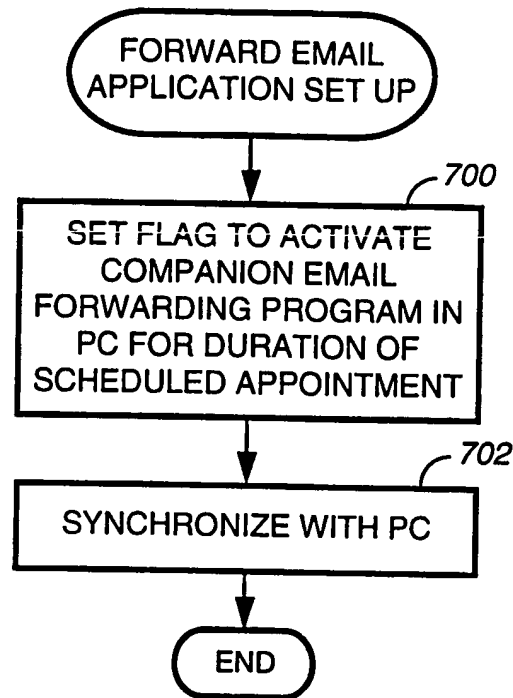 FORWARD EMAIL
APPLICATION SET UP
700
SET FLAG TO ACTIVATE
COMPANION EMAIL
FORWARDING PROGRAM IN
PC FOR DURATION OF
SCHEDULED APPOINTMENT
702
SYNCHRONIZE WITH PC
END